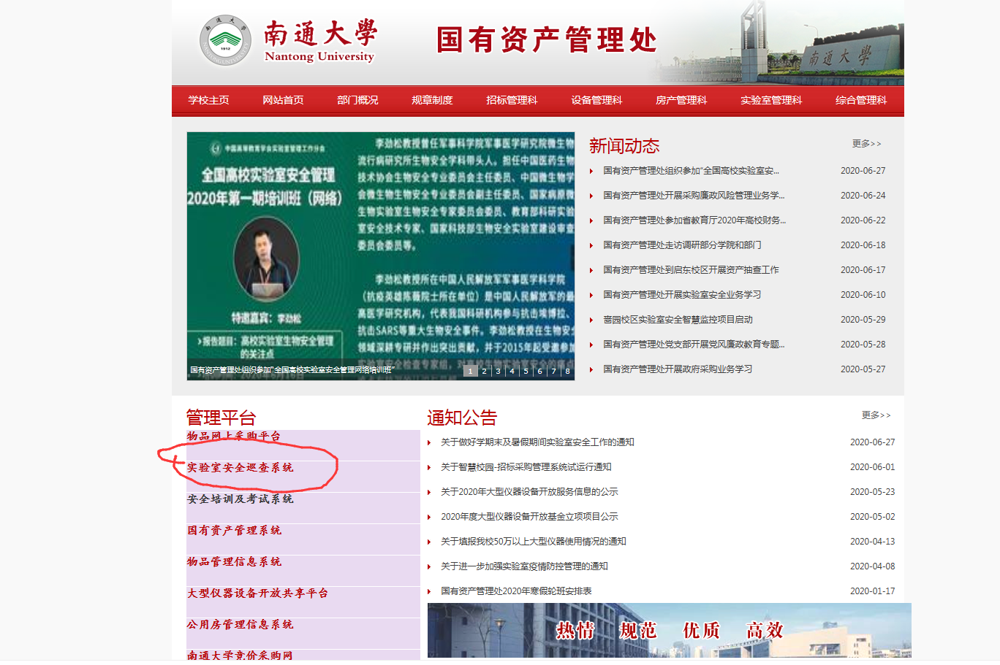 南通大學
Nantong University
1912
国有资产管理处
南通大學
学校主页 网站首页 部门概况 规章制度 招标管理科 设备管理科 房产管理科 实验室管理科 综合管理科
中国高等教育学会实验室管理工作分会
全国高校实验室安全管理
2020年第一期培训班（网络）
特邀嘉宾：李劲松
报告题目：高校实验室生物安全管理
的关注点
李劲松教授曾任军事科学院军事医学研究院微生物
流行病研究所生物安全学科带头人。担任中国医药生物
技术协会生物安全专业委员会主任委员、中国微生物学
会微生物生物安全专业委员会副主任委员、国家病原微
生物实验室生物安全专家委员会委员、教育部科研实验
室安全技术专家、国家科技部生物安全实验室建设审查
委员会委员等。
李劲松教授所在中国人民解放军军事医学科学院
（抗疫英雄陈薇院士所在单位）是中国人民解放军的最
高医学研究机构，代表我国科研机构参与抗击埃博拉、
抗击SARS等重大生物安全事件。李劲松教授在生物安全
领域深耕专研并作出突出贡献，并于2015年起受邀参加
国有资产管理处组织参加“全国高校实验室安全管理网络培训班”
1 2 3 4 5 6 7 8
新闻动态 更多>>
国有资产管理处组织参加“全国高校实验室安... 2020-06-27
国有资产管理处开展采购廉政风险管理业务学... 2020-06-24
国有资产管理处参加省教育厅2020年高校财务... 2020-06-22
国有资产管理处走访调研部分学院和部门 2020-06-18
国有资产管理处到启东校区开展资产抽查工作 2020-06-17
国有资产管理处开展实验室安全业务学习 2020-06-10
啬园校区实验室安全智慧监控项目启动 2020-05-29
国有资产管理处党支部开展党风廉政教育专题... 2020-05-28
国有资产管理处开展政府采购业务学习 2020-05-27
管理平台
物品网上采购平台
实验室安全巡查系统
安全培训及考试系统
国有资产管理系统
物品管理信息系统
大型仪器设备开放共享平台
公用房管理信息系统
南通大学竞价采购网
通知公告 更多>>
关于做好学期末及暑假期间实验室安全工作的通知 2020-06-27
关于智慧校园-招标采购管理系统试运行通知 2020-06-01
关于2020年大型仪器设备开放服务信息的公示 2020-05-23
2020年度大型仪器设备开放基金立项项目公示 2020-05-02
关于填报我校50万以上大型仪器使用情况的通知 2020-04-13
关于进一步加强实验室疫情防控管理的通知 2020-04-08
国有资产管理处2020年寒假轮班安排表 2020-01-17
热情 规范 优质 高效